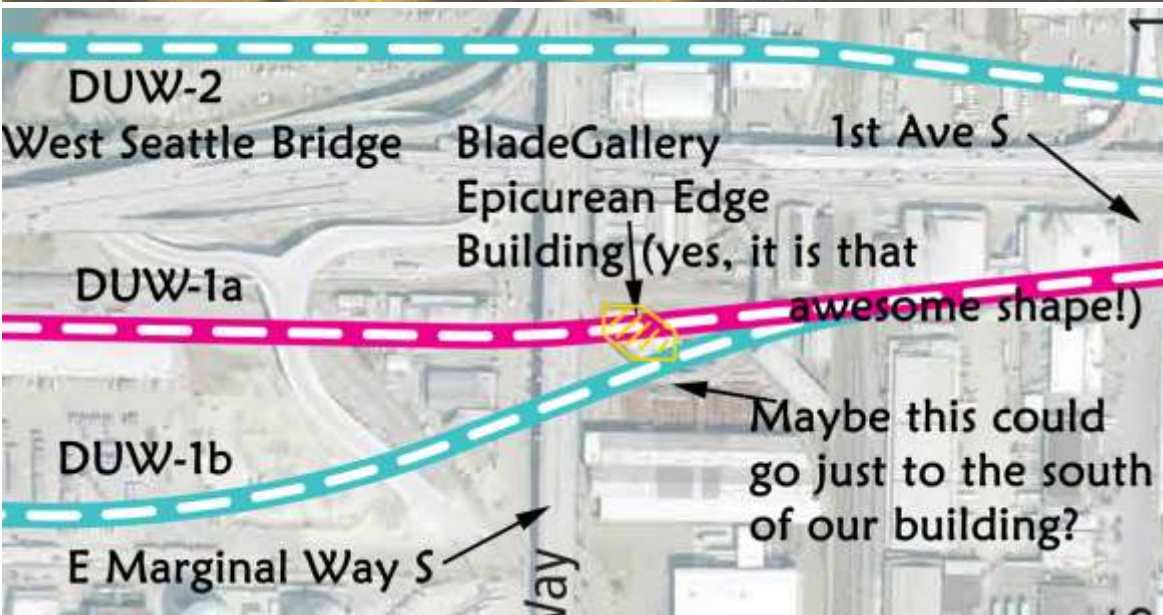 DUW-2
West Seattle Bridge
BladeGallery
Epicurean Edge
Building (yes, it is that
awesome shape!)
1st Ave S
DUW-1a
DUW-1b
Maybe this could
go just to the south
of our building?
E Marginal Way S
Way